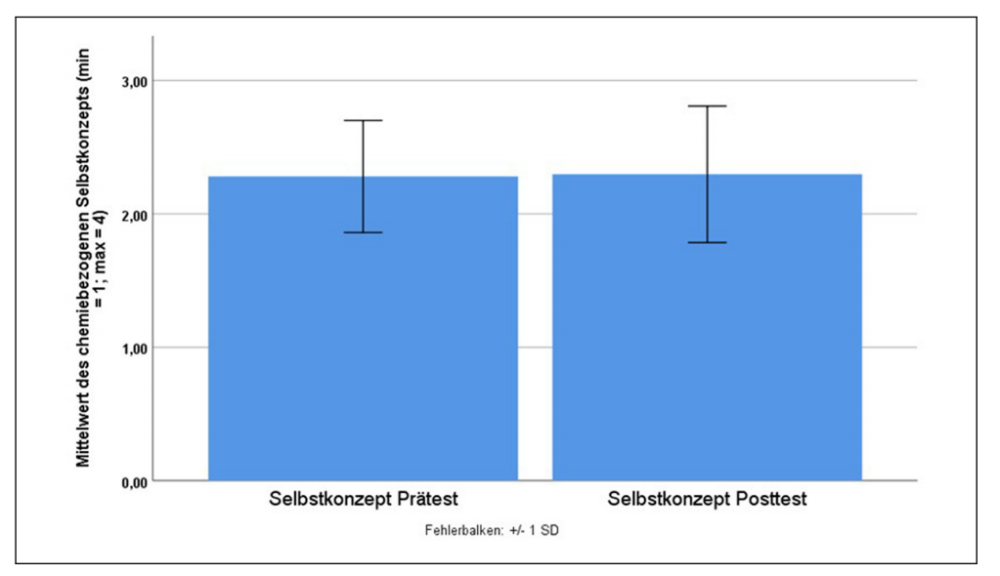 Mittelwert des chemiebezogenen Selbstkonzepts (min
= 1; max = 4)
3,00
2,00
1,00
0,00
Selbstkonzept Prätest
Selbstkonzept Posttest
Fehlerbalken: +/- 1 SD